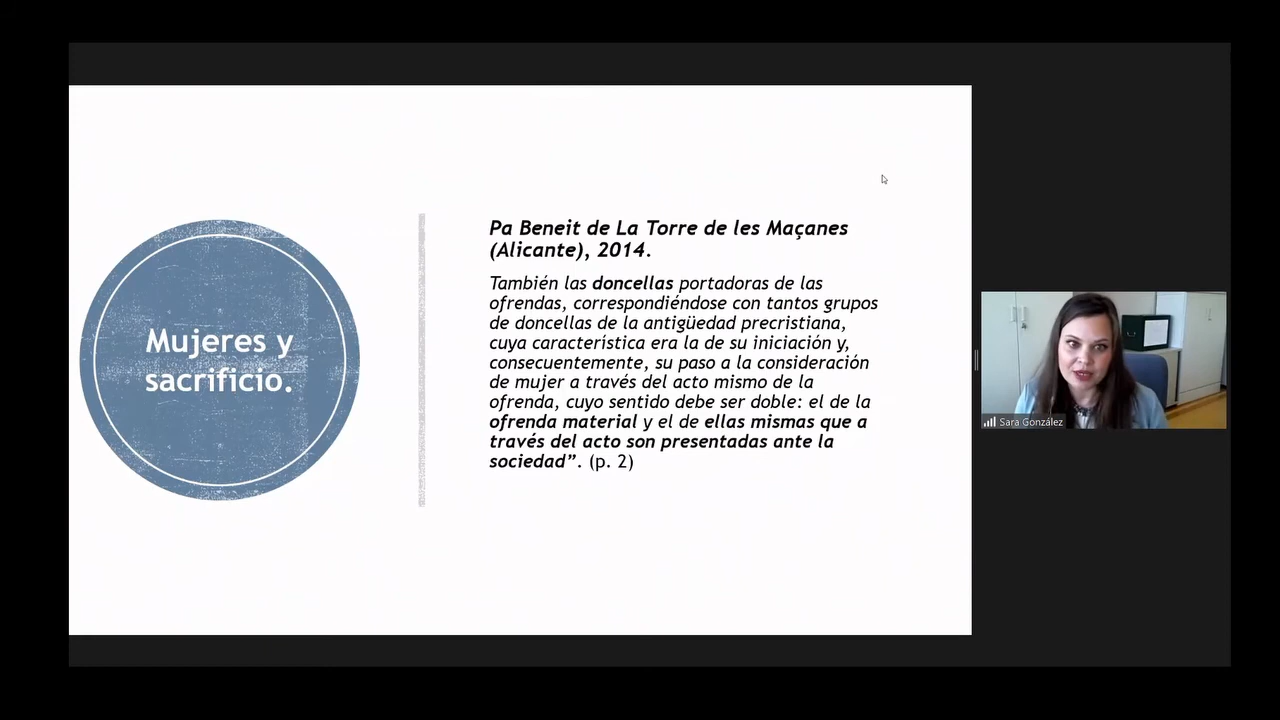 Mujeres y
sacrificio.
Pa Beneit de La Torre de les Maçanes
(Alicante), 2014.
También las doncellas portadoras de las
ofrendas, correspondiéndose con tantos grupos
de doncellas de la antigüedad precristiana,
cuya característica era la de su iniciación y,
consecuentemente, su paso a la consideración
de mujer a través del acto mismo de la
ofrenda, cuyo sentido debe ser doble: el de la
ofrenda material y el de ellas mismas que a
través del acto son presentadas ante la
sociedad”. (p. 2)
Sara González